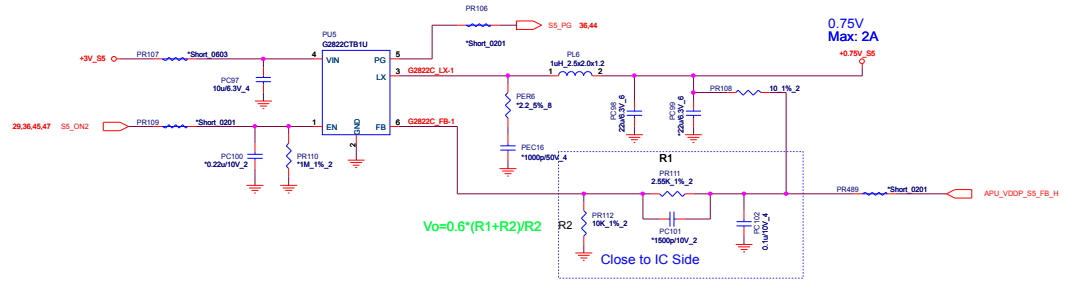 PR106
S5_PG 36,44
*Short_0201
PU5
G2822CTB1U
+3V_S5
PR107
*Short_0603
4
VIN
PG
5
PC97
10u/6.3V_4
LX
3
G2822C_LX-1
PL6
1uH_2.5x2.0x1.2
1
2
0.75V
Max: 2A
+0.75V_S5
PER6
*2.2_5%_8
PC98
22u/6.3V_6
PC99
*22u/6.3V_6
PR108
10_1%_2
29,36,45,47 S5_ON2
PR109
*Short_0201
1
EN
GND
2
FB
6
G2822C_FB-1
PC100
*0.22u/10V_2
PR110
*1M_1%_2
PEC16
*1000p/50V_4
R1
PR111
2.55K_1%_2
PR489
*Short_0201
APU_VDDP_S5_FB_H
Vo=0.6*(R1+R2)/R2
R2
PR112
10K_1%_2
PC101
*1500p/10V_2
PC102
0.1u/10V_4
Close to IC Side